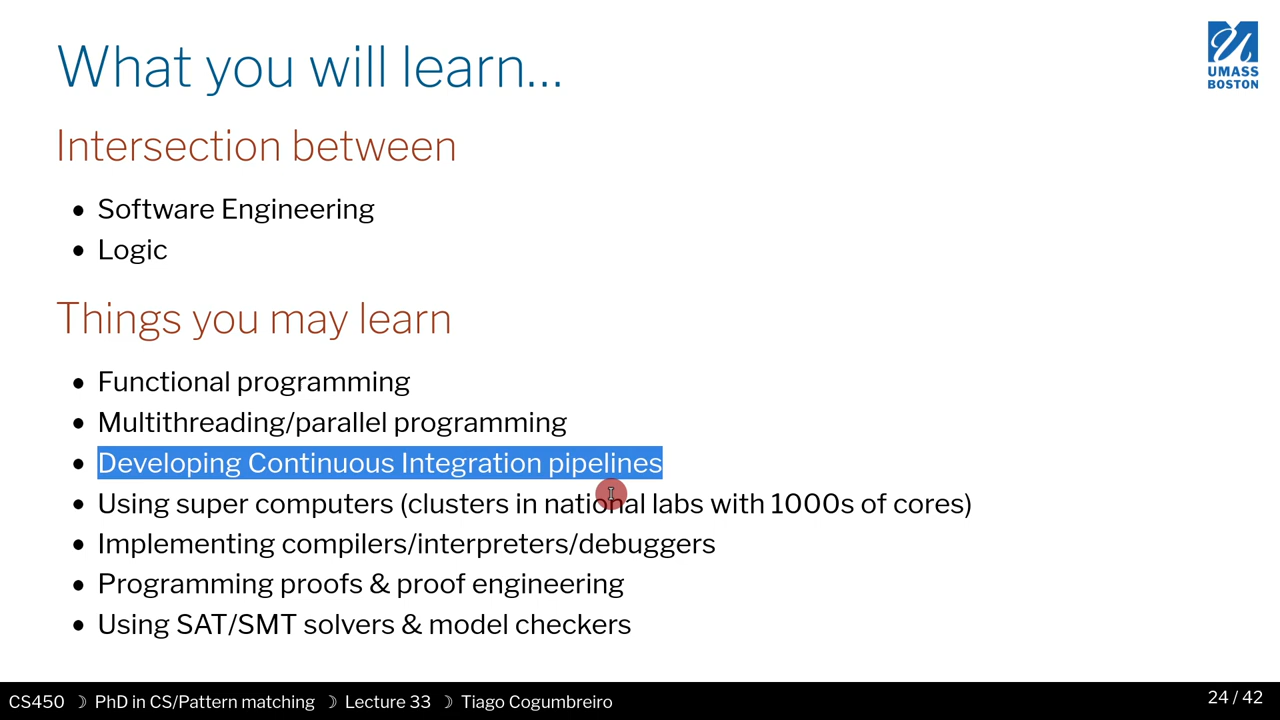 What you will learn...
UMASS
BOSTON
Intersection between
• Software Engineering
• Logic
Things you may learn
• Functional programming
• Multithreading/parallel programming
• Developing Continuous Integration pipelines
• Using super computers (clusters in national labs with 1000s of cores)
• Implementing compilers/interpreters/debuggers
• Programming proofs & proof engineering
• Using SAT/SMT solvers & model checkers
CS450 ☽ PhD in CS/Pattern matching ☽ Lecture 33 ☽ Tiago Cogumbreiro
24 / 42